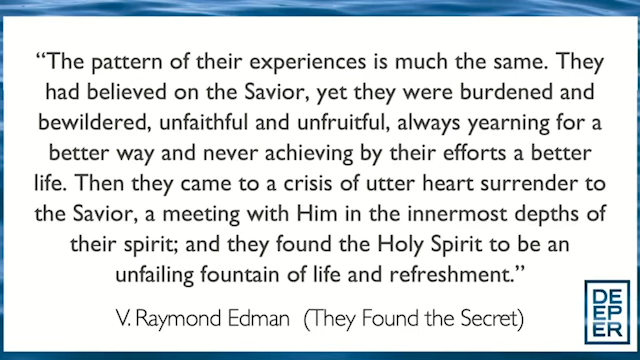 “The pattern of their experiences is much the same. They
had believed on the Savior, yet they were burdened and
bewildered, unfaithful and unfruitful, always yearning for a
better way and never achieving by their efforts a better
life. Then they came to a crisis of utter heart surrender to
the Savior, a meeting with Him in the innermost depths of
their spirit; and they found the Holy Spirit to be an
unfailing fountain of life and refreshment.”
V. Raymond Edman (They Found the Secret)
DE
EP
ER